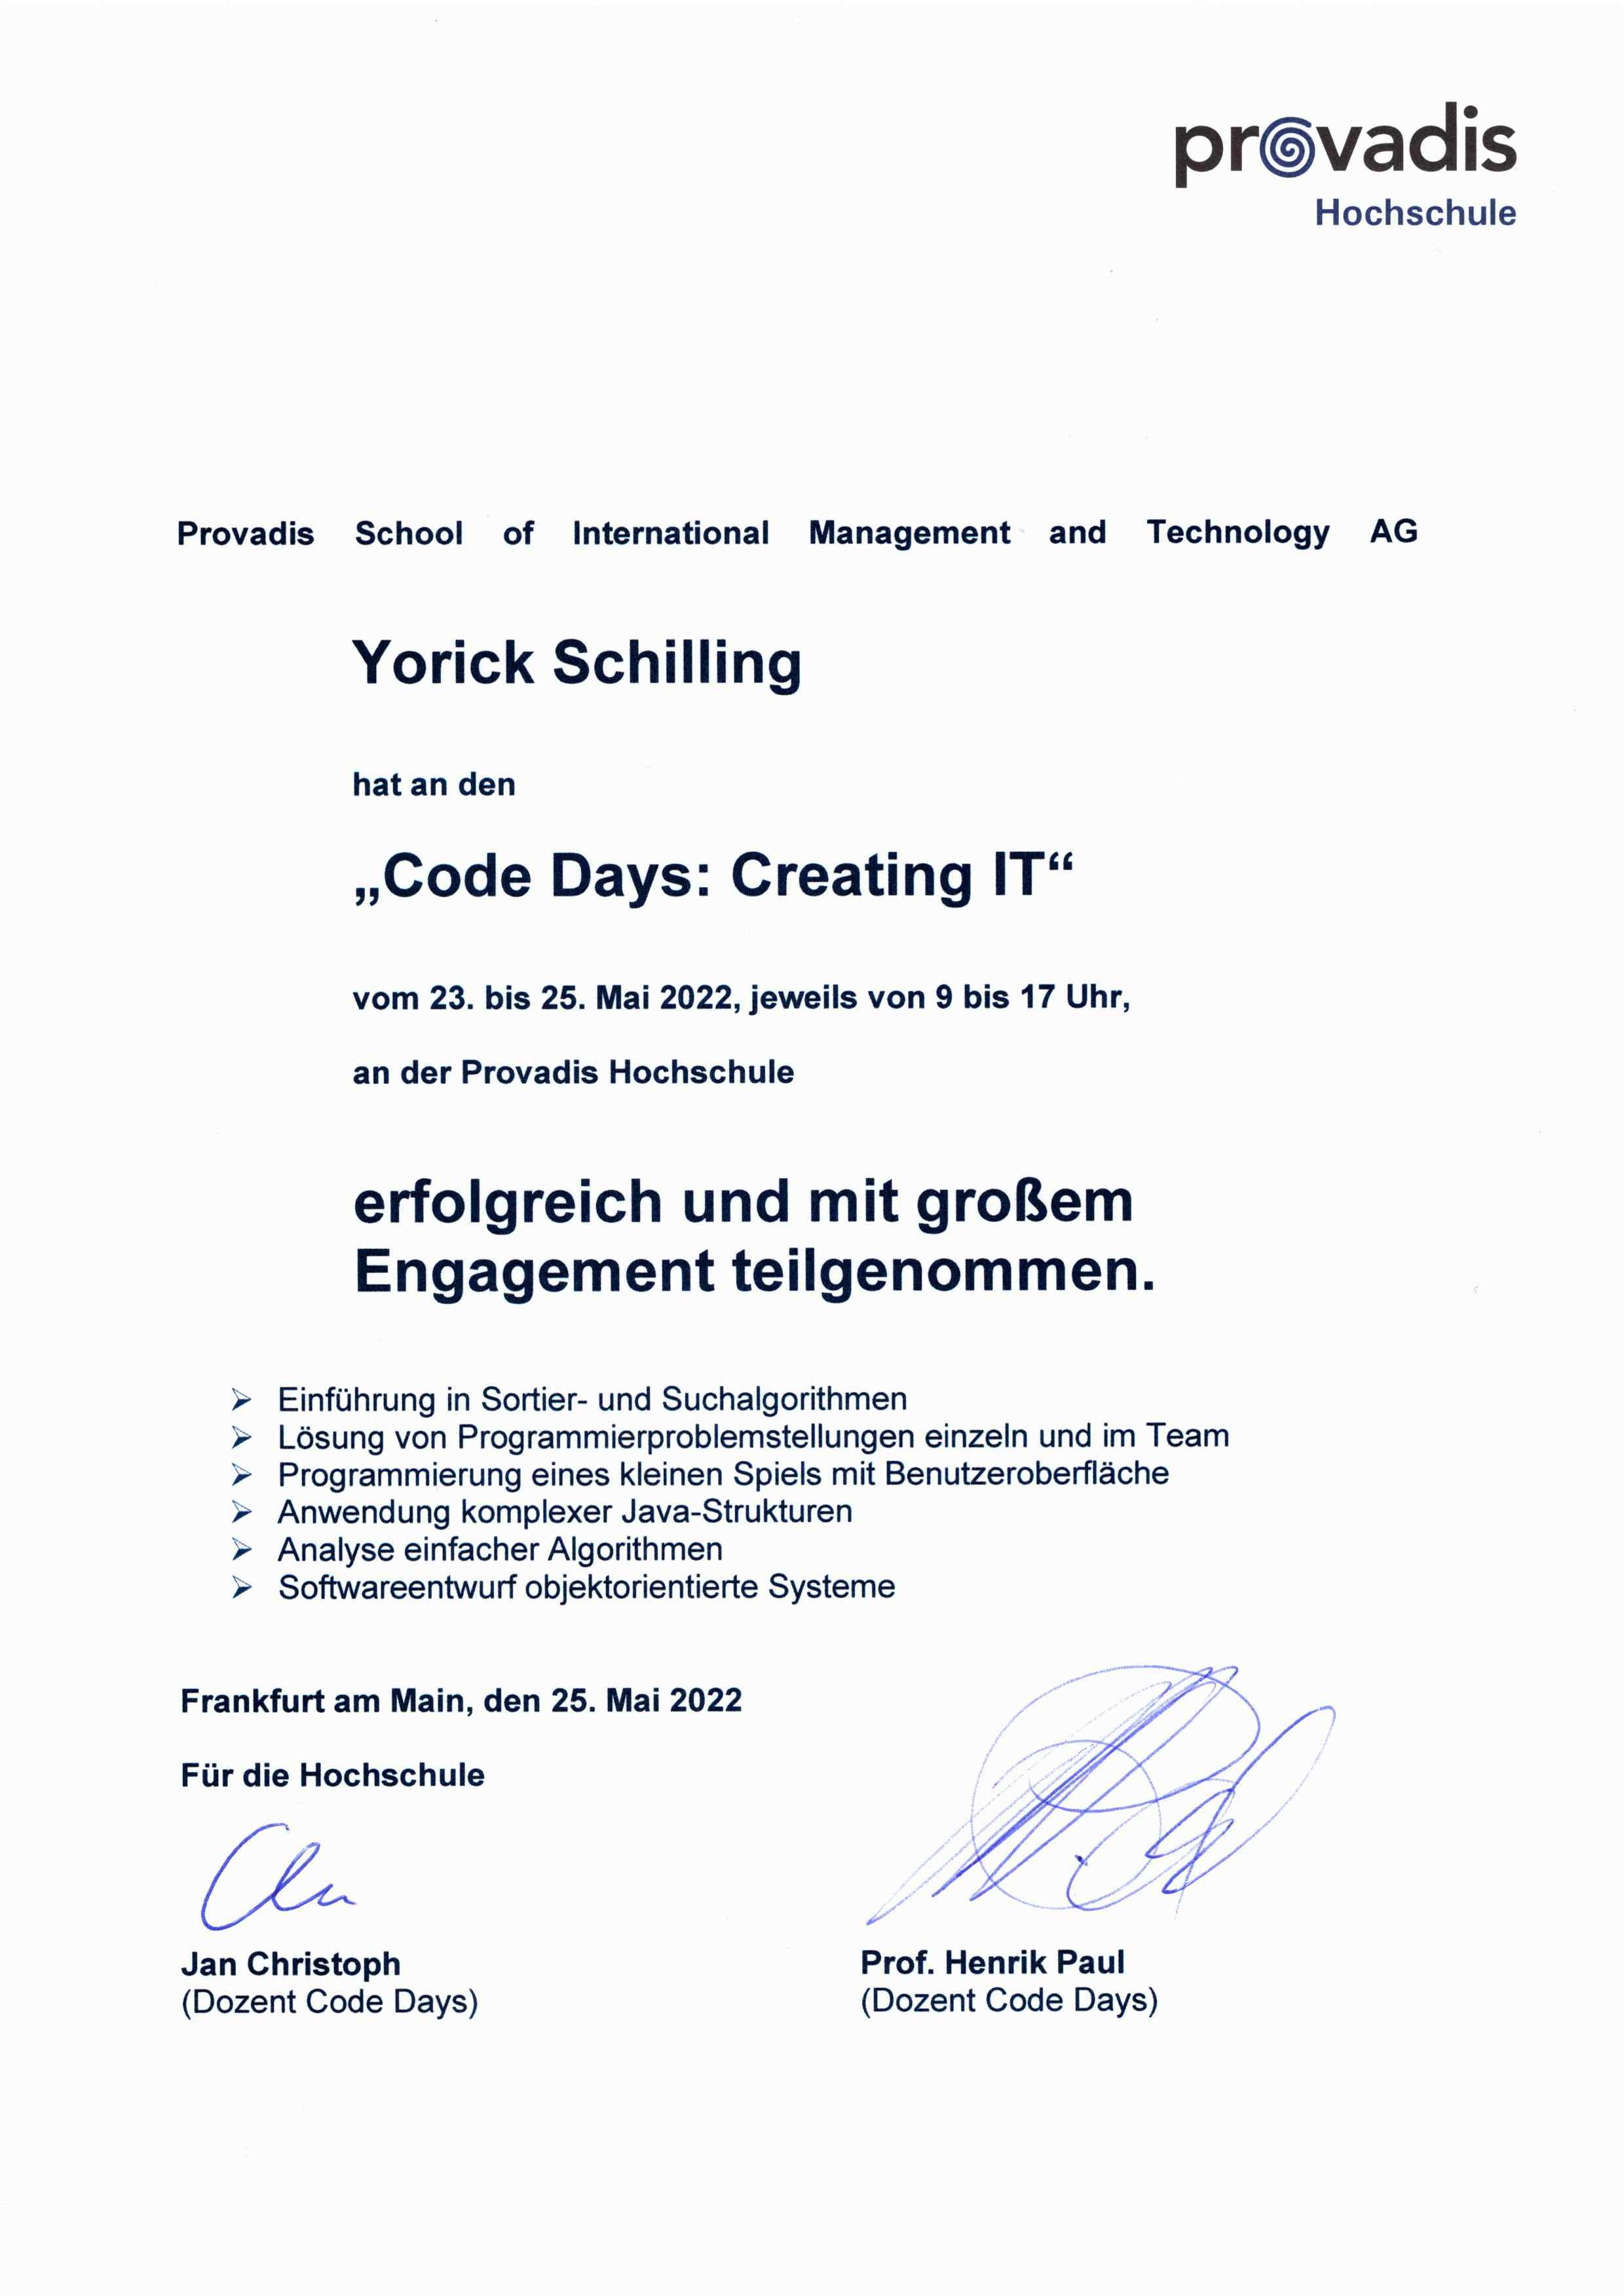 provadis
Hochschule
Provadis School of International Management and Technology AG
Yorick Schilling
hat an den
„Code Days: Creating IT“
vom 23. bis 25. Mai 2022, jeweils von 9 bis 17 Uhr,
an der Provadis Hochschule
erfolgreich und mit großem
Engagement teilgenommen.
➢ Einführung in Sortier- und Suchalgorithmen
➢ Lösung von Programmierproblemstellungen einzeln und im Team
➢ Programmierung eines kleinen Spiels mit Benutzeroberfläche
➢ Anwendung komplexer Java-Strukturen
➢ Analyse einfacher Algorithmen
➢ Softwareentwurf objektorientierte Systeme
Frankfurt am Main, den 25. Mai 2022
Für die Hochschule
Jan Christoph Prof. Henrik Paul
(Dozent Code Days) (Dozent Code Days)